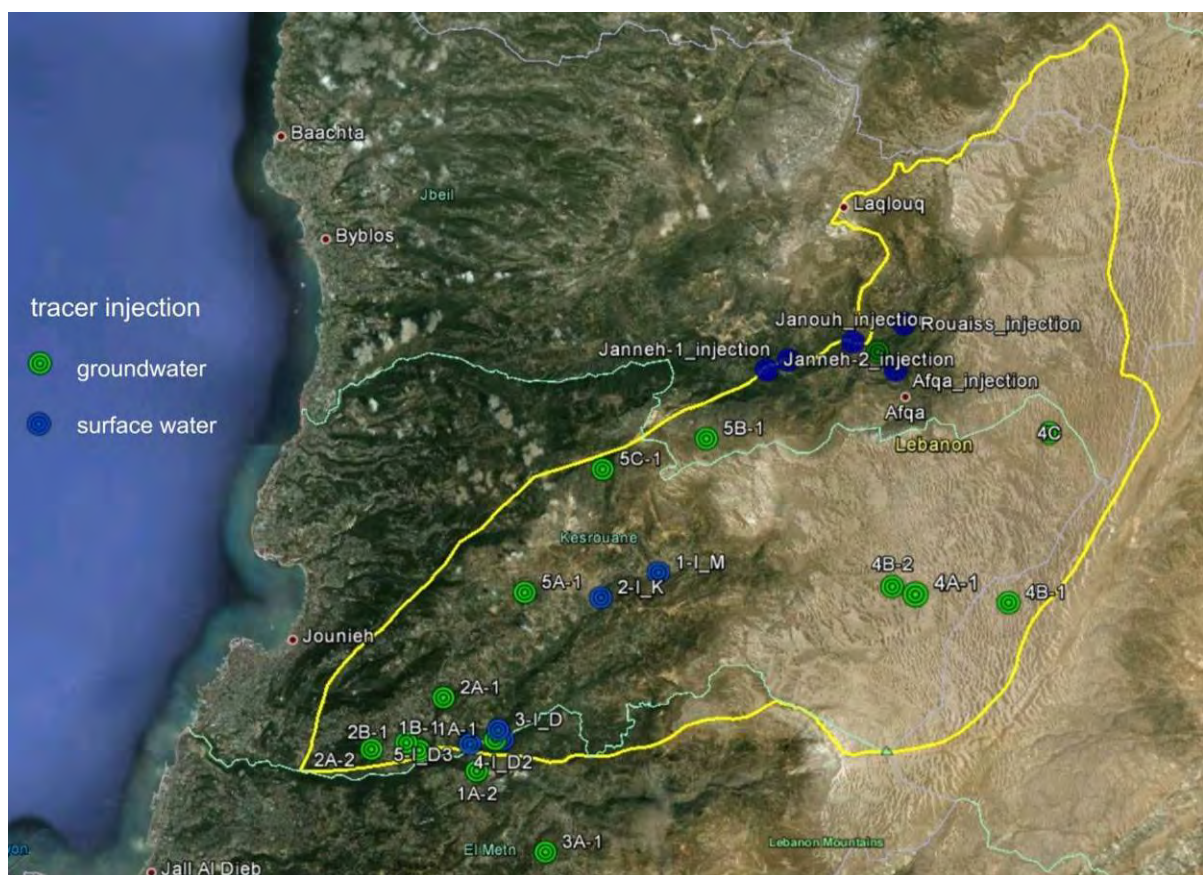 Baachta
Jbeil
Laqlouq
Byblos
tracer injection
groundwater
surface water
Janouh_injection
Rouaiss_injection
Janneh-1_injection
Janneh-2_injection
Afqa_injection
Afqa
5B-1
Lebanon
4C
5C-1
Kesrouane
1-I_M
2-I_K
5A-1
4B-2
4A-1
4B-1
Jounieh
2A-1
3-I_D
2B-1
1B-1
1A-1
2A-2
5-I_D3
4-I_D2
1A-2
3A-1
El Metn
Lebanon Mountains
Jall Al Dieb